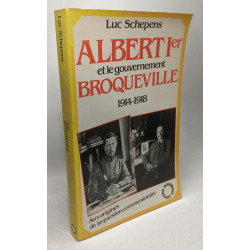 Luc Schepens
ALBERT Ier
et le gouvernement
BROQUEVILLE
1914-1918
Aux origines
de la question communautaire